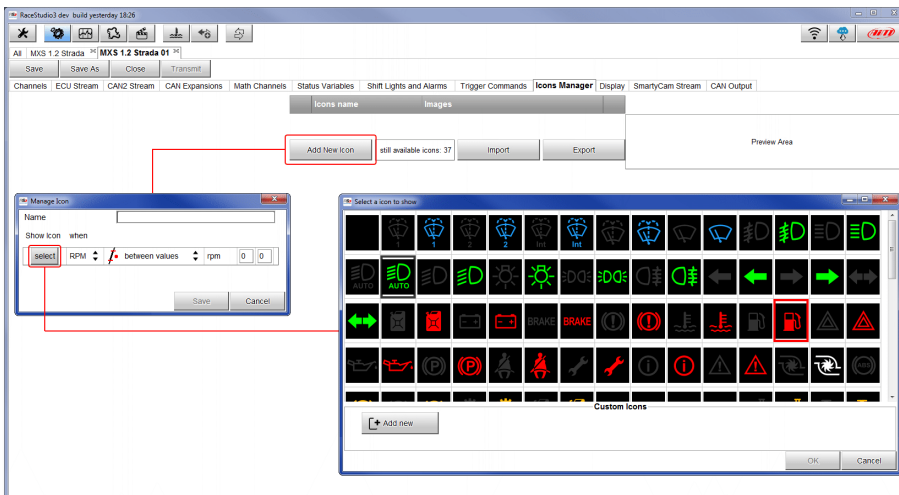 RaceStudio3 dev build yesterday 18:26
AiM
All MXS 1.2 Strada MXS 1.2 Strada 01
Save Save As Close Transmit
Channels ECU Stream CAN2 Stream CAN Expansions Math Channels Status Variables Shift Lights and Alarms Trigger Commands Icons Manager Display SmartyCam Stream CAN Output
Icons name Images
Add New Icon still available icons: 37 Import Export Preview Area
Manage Icon
Name
Show Icon when
select RPM between values rpm 0 0
Save Cancel
Select a icon to show
1 1 2 2 Int Int
AUTO AUTO
BRAKE BRAKE
ABS
Custom Icons
Add new
OK Cancel